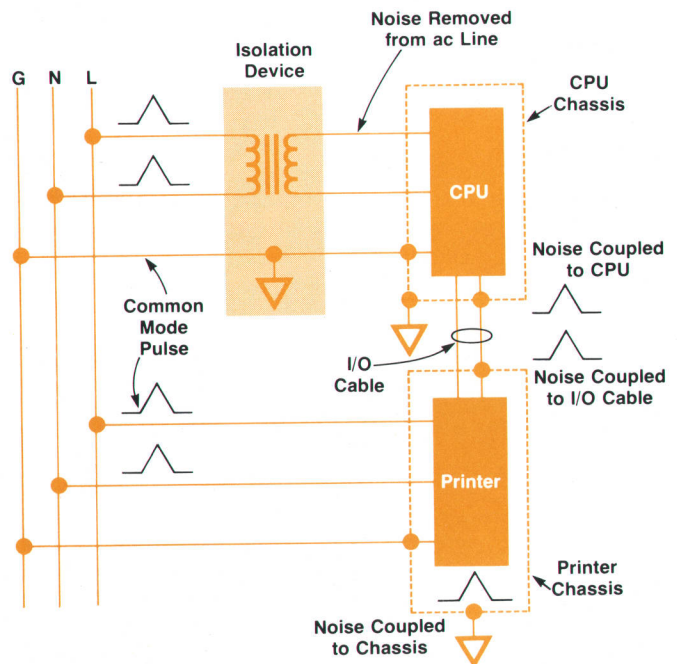 Noise Removed
from ac Line
Isolation
Device
G N L
CPU
Chassis
CPU
Noise Coupled
to CPU
Common
Mode
Pulse
I/O
Cable
Noise Coupled
to I/O Cable
Printer
Printer
Chassis
Noise Coupled
to Chassis